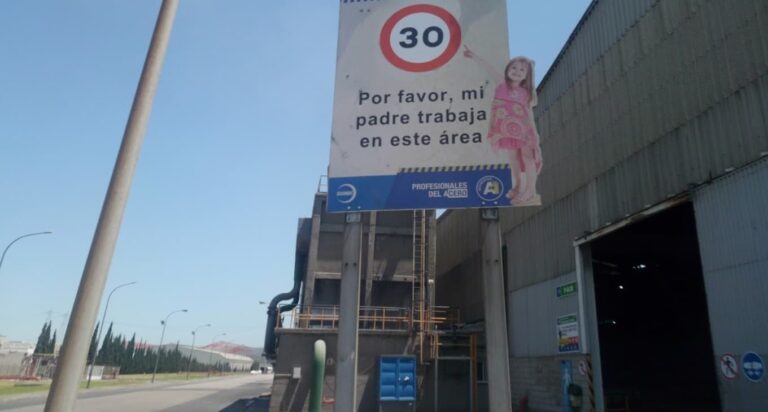 30
Por favor, mi
padre trabaja
en este área
PROFESIONALES
DEL ACERO